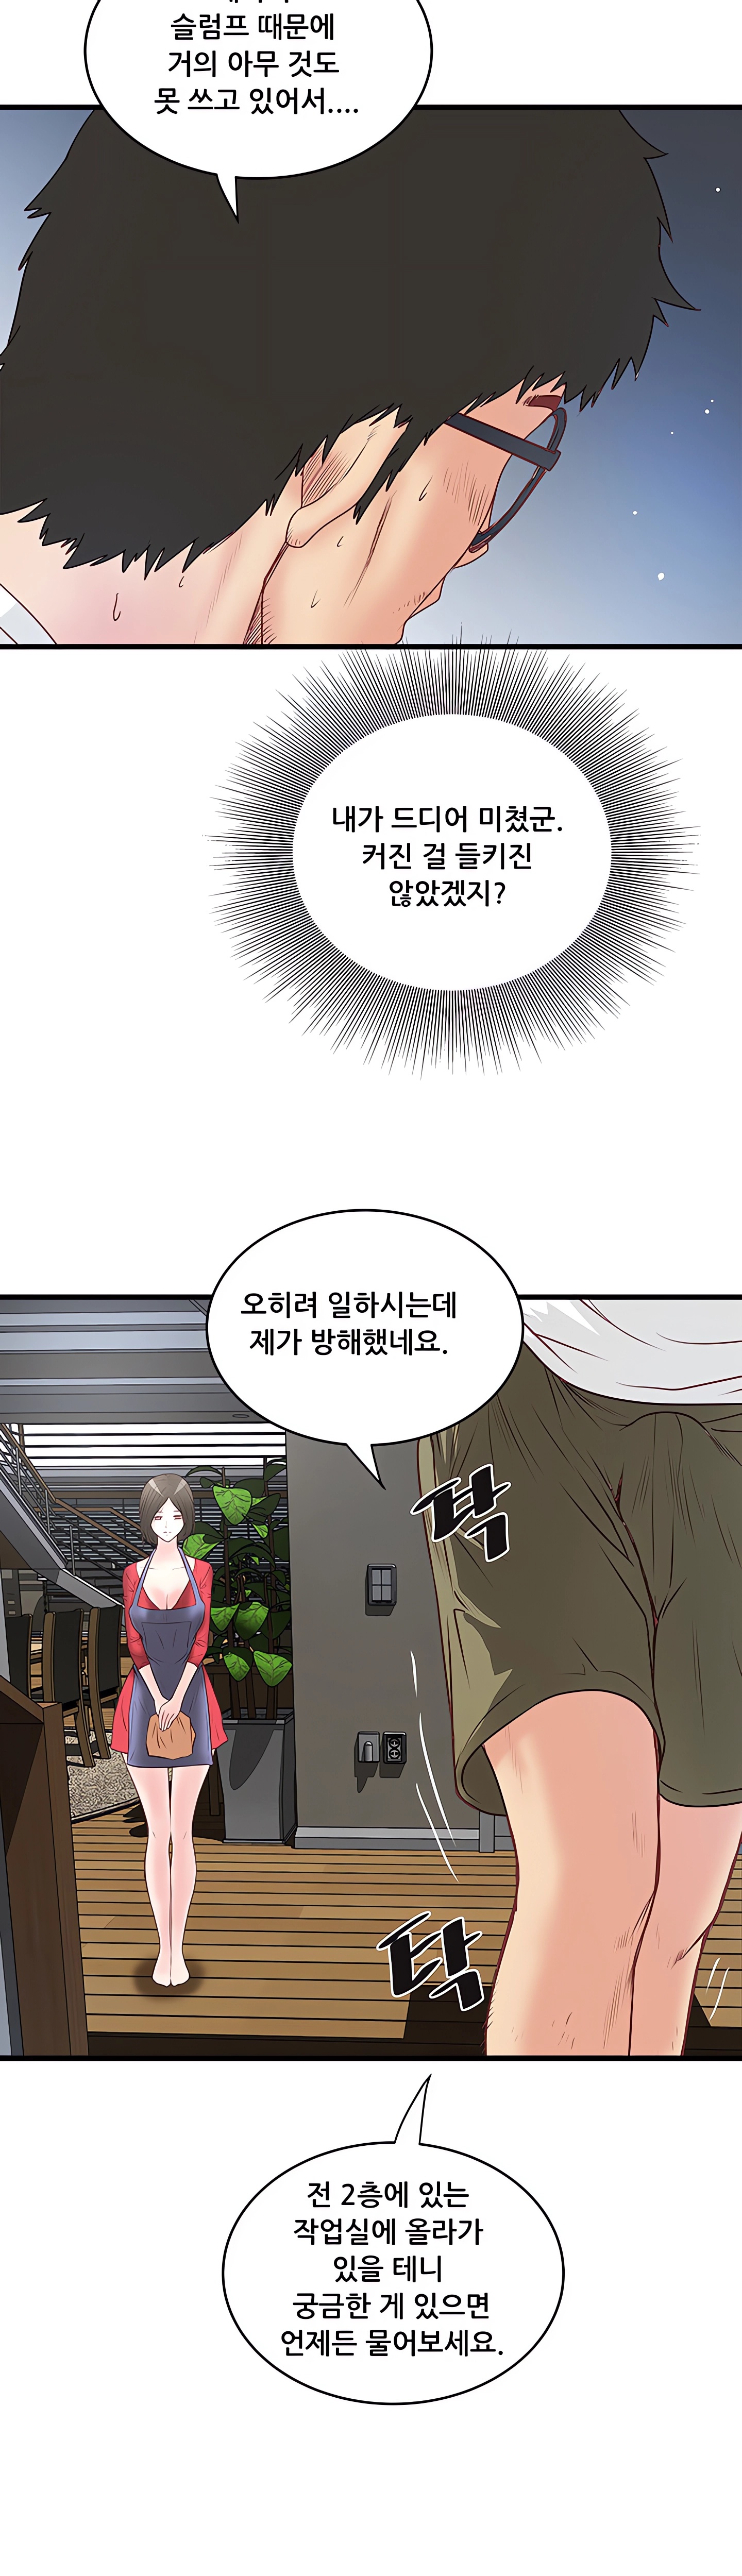 슬럼프 때문에
거의 아무 것도
못 쓰고 있어서....
내가 드디어 미쳤군.
커진 걸 들키진
않았겠지?
오히려 일하시는데
제가 방해했네요.
탁
탁
전 2층에 있는
작업실에 올라가
있을 테니
궁금한 게 있으면
언제든 물어보세요.